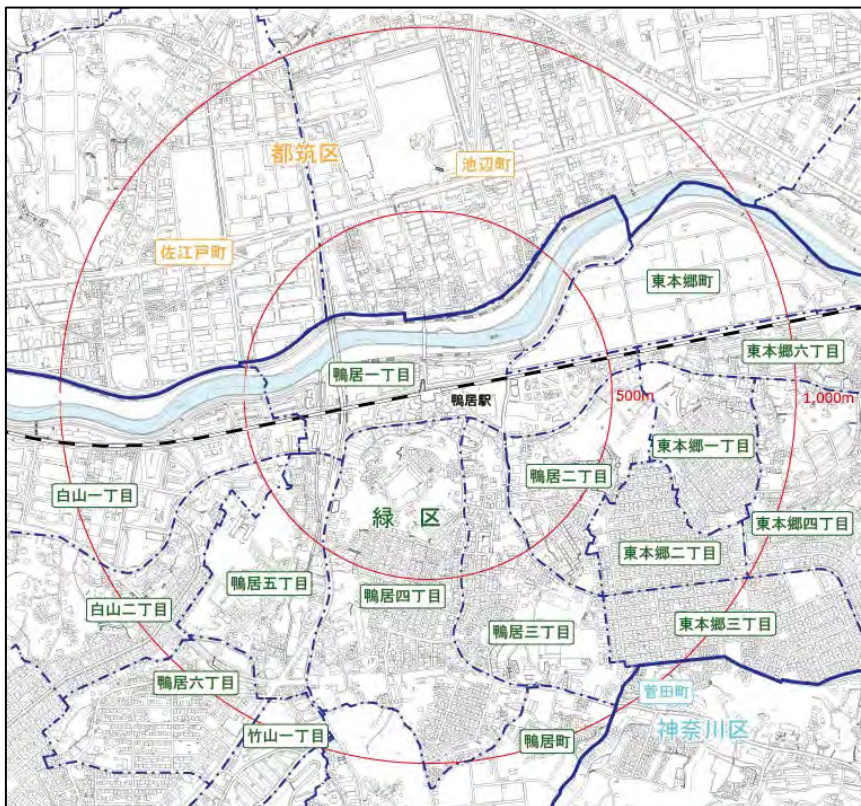 都筑区
池辺町
佐江戸町
東本郷町
東本郷六丁目
鴨居一丁目
鴨居駅
500m
1,000m
東本郷一丁目
鴨居二丁目
白山一丁目
緑 区
東本郷四丁目
東本郷二丁目
鴨居五丁目
鴨居四丁目
白山二丁目
東本郷三丁目
鴨居三丁目
鴨居六丁目
菅田町
神奈川区
竹山一丁目
鴨居町